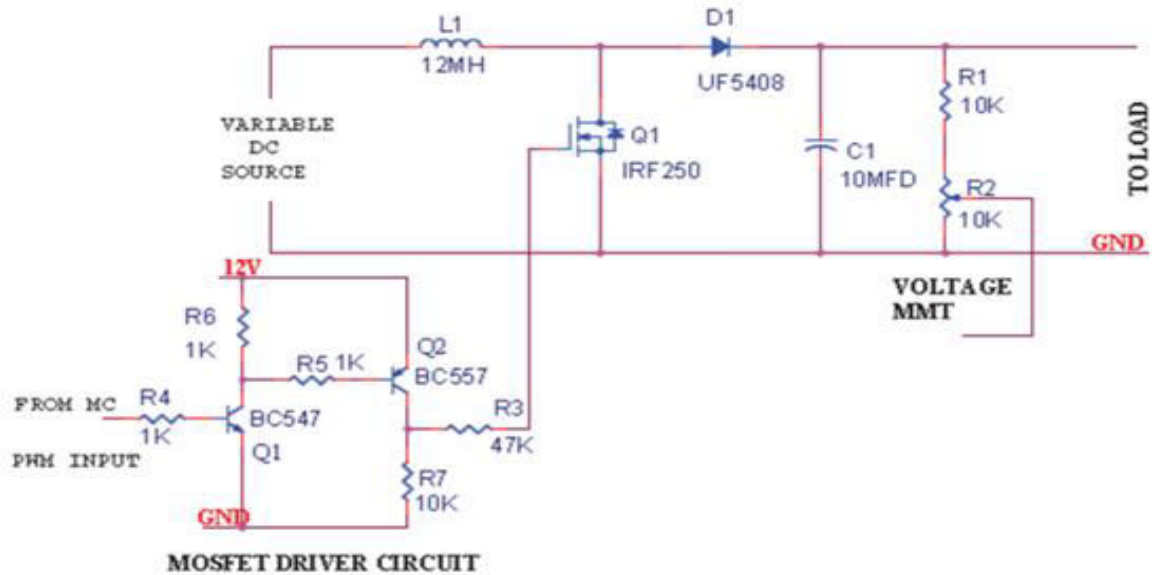 L1
12MH
D1
UF5408
VARIABLE
DC
SOURCE
Q1
IRF250
C1
10MFD
R1
10K
R2
10K
TO LOAD
GND
VOLTAGE
MMT
12V
R6
1K
R5 1K
Q2
BC557
R4
1K
FROM MC
PWM INPUT
BC547
Q1
R3
47K
R7
10K
GND
MOSFET DRIVER CIRCUIT